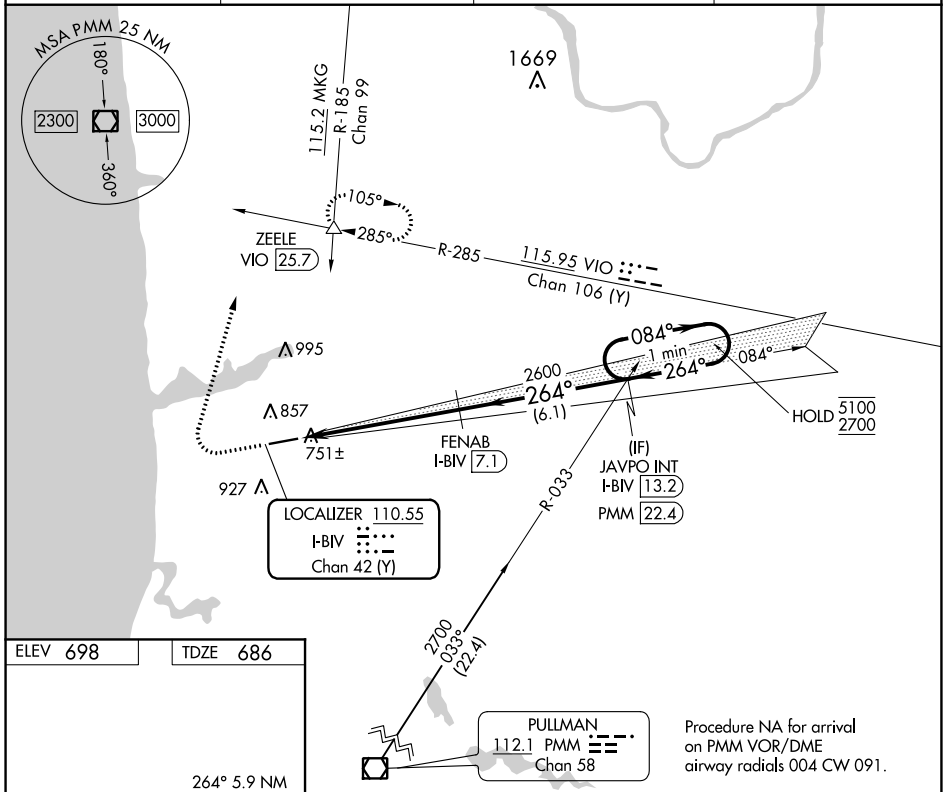 MSA PMM 25 NM
180°
2300
3000
360°
115.2 MKG
R-185
Chan 99
1669
105°
285°
ZEELE
VIO 25.7
R-285
115.95 VIO
Chan 106 (Y)
995
857
751±
927
2600
264°
(6.1)
084°
1 min
264°
084°
HOLD 5100
2700
FENAB
I-BIV 7.1
(IF)
JAVPO INT
I-BIV 13.2
PMM 22.4
R-033
LOCALIZER 110.55
I-BIV
Chan 42 (Y)
2700
033°
(22.4)
ELEV 698
TDZE 686
264° 5.9 NM
PULLMAN
112.1 PMM
Chan 58
Procedure NA for arrival
on PMM VOR/DME
airway radials 004 CW 091.